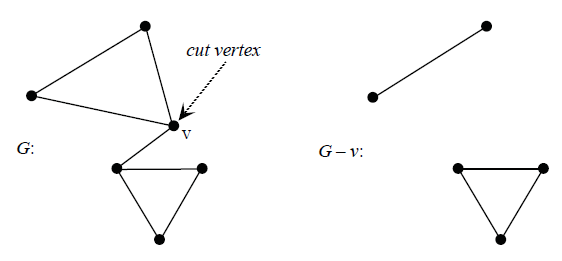 cut vertex
v
G:
G – v: